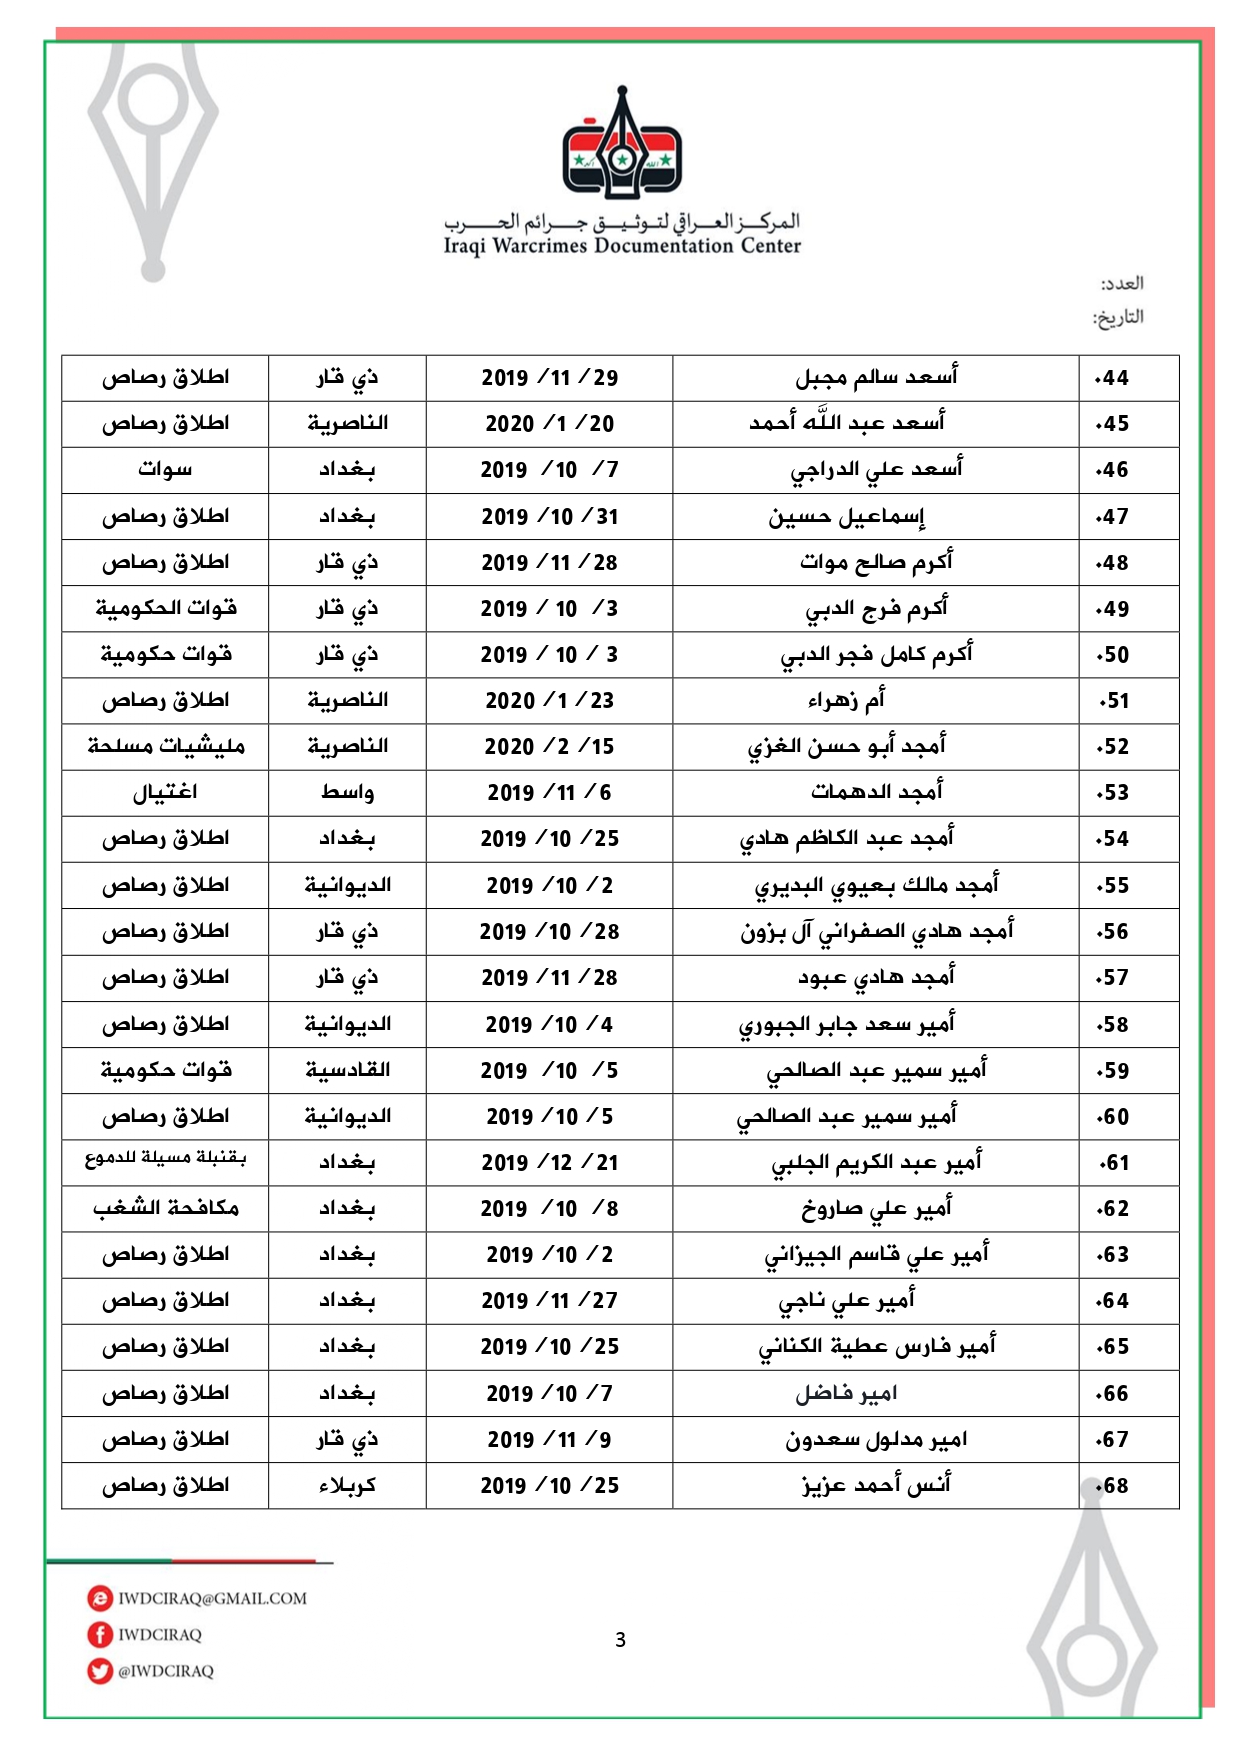 المركز العراقي لتوثيق جرائم الحرب
Iraqi Warcrimes Documentation Center
العدد:
التاريخ:
44. أسعد سالم مجبل 29/ 11/ 2019 ذي قار اطلاق رصاص
45. أسعد عبد الله أحمد 20/ 1/ 2020 الناصرية اطلاق رصاص
46. أسعد علي الدراجي 7/ 10/ 2019 بغداد سوات
47. إسماعيل حسين 31/ 10/ 2019 بغداد اطلاق رصاص
48. أكرم صالح موات 28/ 11/ 2019 ذي قار اطلاق رصاص
49. أكرم فرج الدبي 3/ 10 / 2019 ذي قار قوات الحكومية
50. أكرم كامل فجر الدبي 3 / 10 / 2019 ذي قار قوات حكومية
51. أم زهراء 23/ 1/ 2020 الناصرية اطلاق رصاص
52. أمجد أبو حسن الغزي 15/ 2/ 2020 الناصرية مليشيات مسلحة
53. أمجد الدهمات 6/ 11/ 2019 واسط اغتيال
54. أمجد عبد الكاظم هادي 25/ 10/ 2019 بغداد اطلاق رصاص
55. أمجد مالك بعيوي البديري 2/ 10/ 2019 الديوانية اطلاق رصاص
56. أمجد هادي الصفراني آل بزون 28/ 10/ 2019 ذي قار اطلاق رصاص
57. أمجد هادي عبود 28/ 11/ 2019 ذي قار اطلاق رصاص
58. أمير سعد جابر الجبوري 4/ 10/ 2019 الديوانية اطلاق رصاص
59. أمير سمير عبد الصالحي 5/ 10/ 2019 القادسية قوات حكومية
60. أمير سمير عبد الصالحي 5/ 10/ 2019 الديوانية اطلاق رصاص
61. أمير عبد الكريم الجلبي 21/ 12/ 2019 بغداد بقنبلة مسيلة للدموع
62. أمير علي صاروخ 8/ 10/ 2019 بغداد مكافحة الشغب
63. أمير علي قاسم الجيزاني 2/ 10/ 2019 بغداد اطلاق رصاص
64. أمير علي ناجي 27/ 11/ 2019 بغداد اطلاق رصاص
65. أمير فارس عطية الكناني 25/ 10/ 2019 بغداد اطلاق رصاص
66. امير فاضل 7/ 10/ 2019 بغداد اطلاق رصاص
67. امير مدلول سعدون 9/ 11/ 2019 ذي قار اطلاق رصاص
68. أنس أحمد عزيز 25/ 10/ 2019 كربلاء اطلاق رصاص
IWDCIRAQ@GMAIL.COM
IWDCIRAQ
@IWDCIRAQ
3